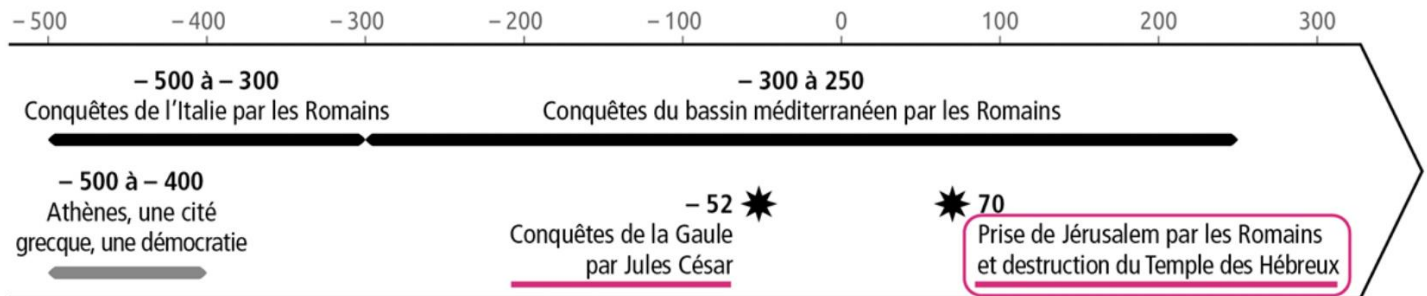 – 500 – 400 – 300 – 200 – 100 0 100 200 300
– 500 à – 300
Conquêtes de l’Italie par les Romains
– 300 à 250
Conquêtes du bassin méditerranéen par les Romains
– 500 à – 400
Athènes, une cité
grecque, une démocratie
– 52
Conquêtes de la Gaule
par Jules César
70
Prise de Jérusalem par les Romains
et destruction du Temple des Hébreux